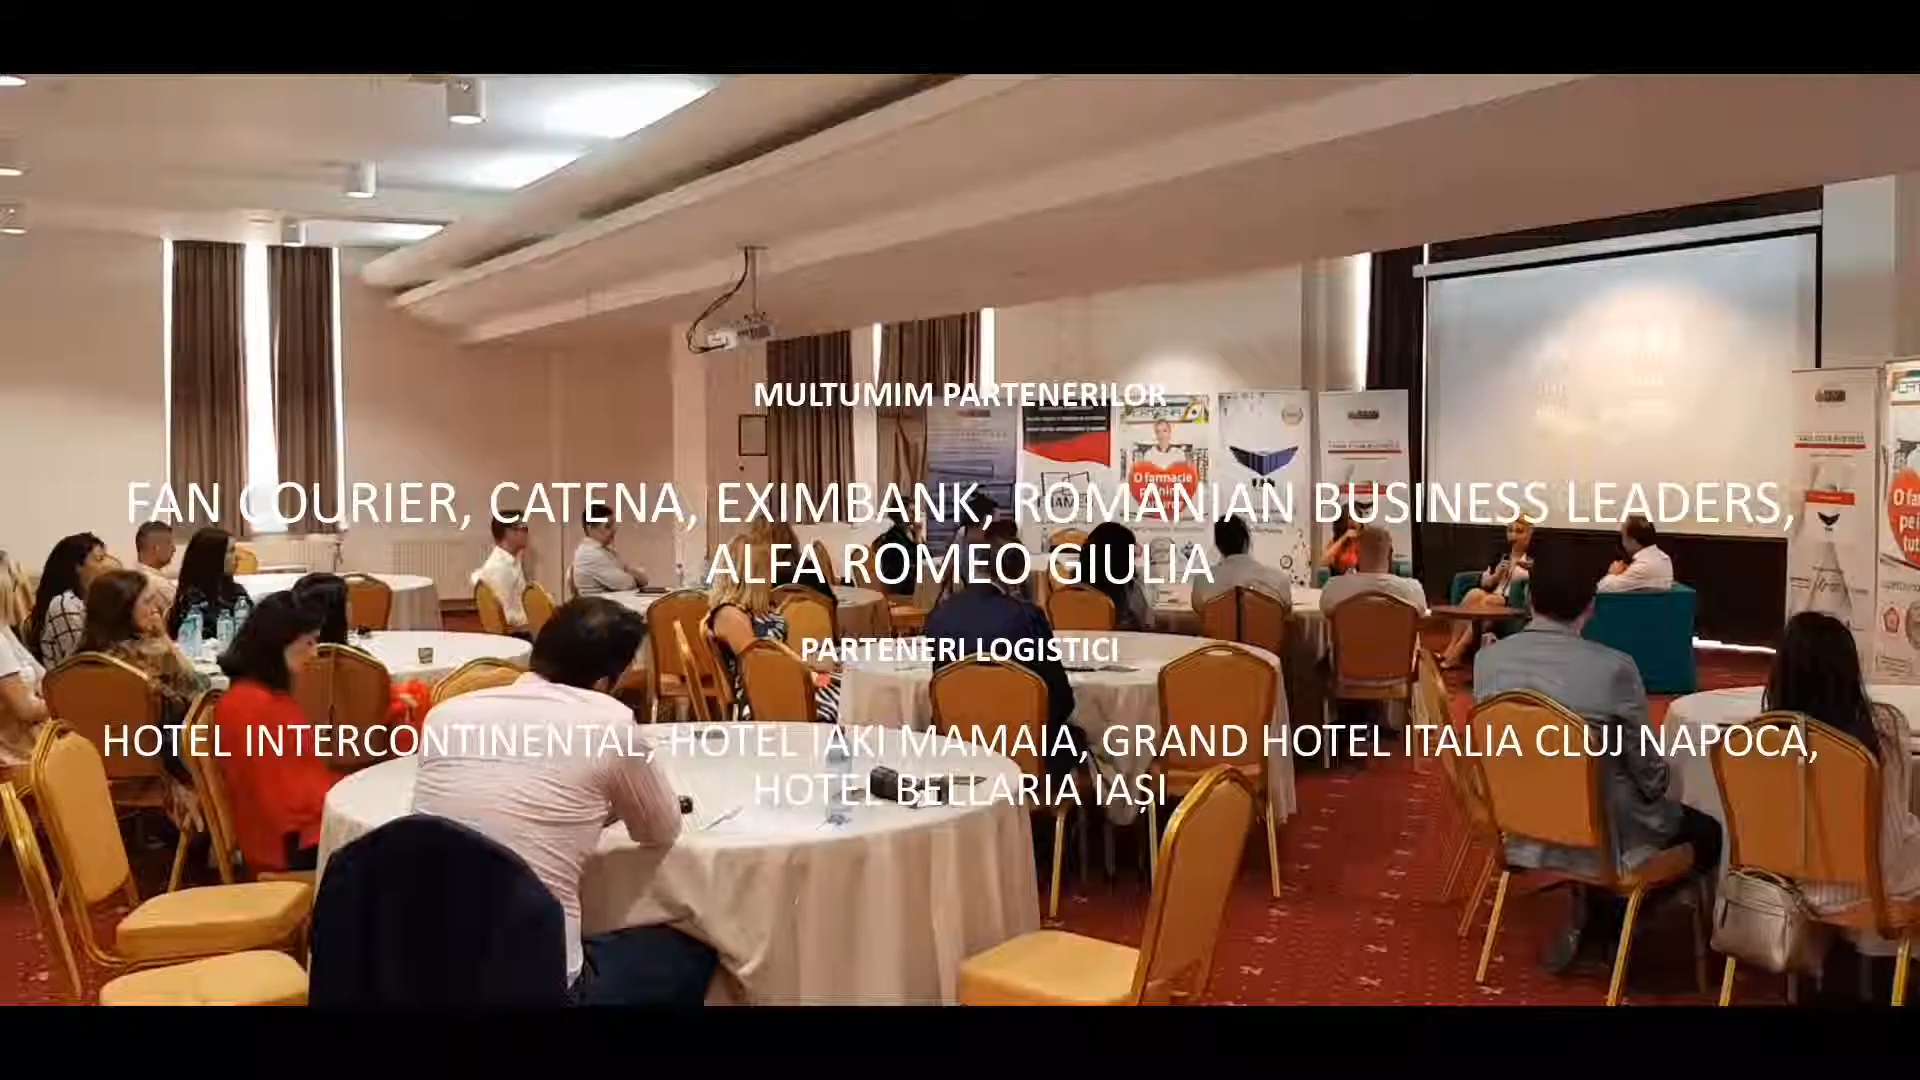 MULTUMIM PARTENERILOR
FAN COURIER, CATENA, EXIMBANK, ROMANIAN BUSINESS LEADERS,
ALFA ROMEO GIULIA
PARTENERI LOGISTICI
HOTEL INTERCONTINENTAL, HOTEL IAKI MAMAIA, GRAND HOTEL ITALIA CLUJ NAPOCA,
HOTEL BELLARIA IAȘI
O farmacie